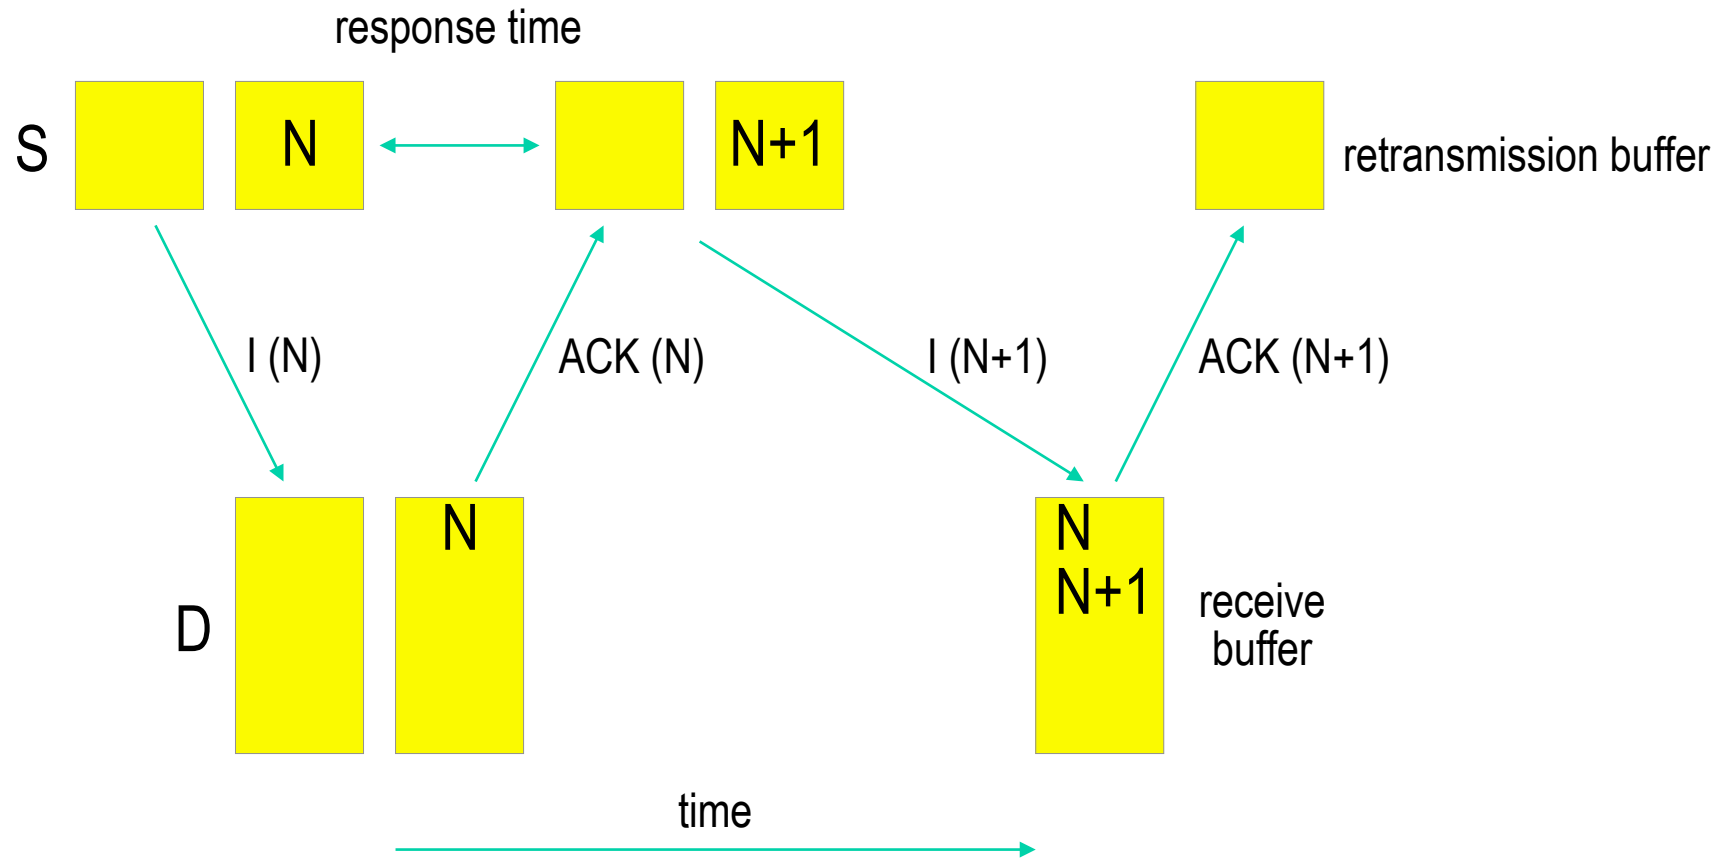 response time
S
N
N+1
retransmission buffer
I (N)
ACK (N)
I (N+1)
ACK (N+1)
D
N
N
N+1
receive
buffer
time